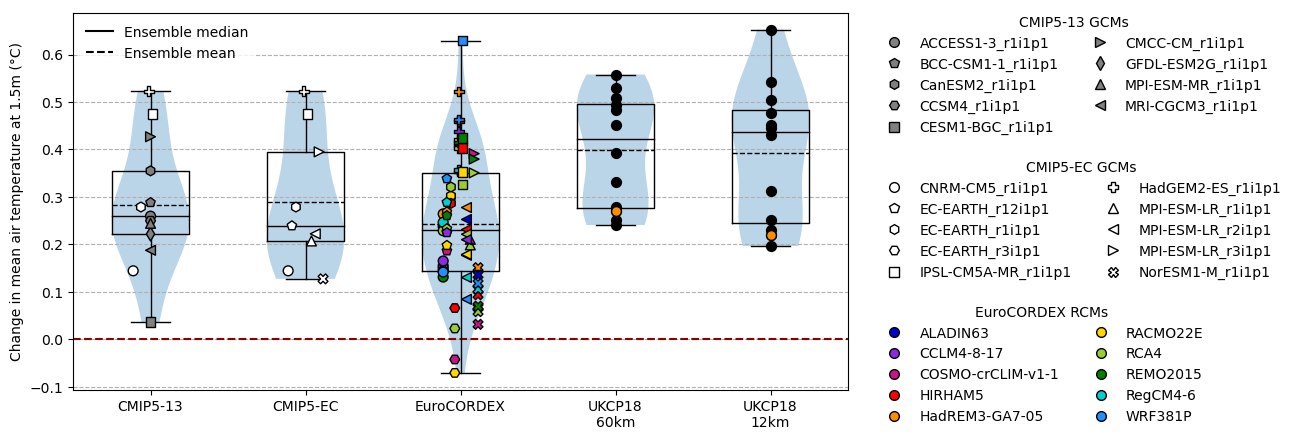 Change in mean air temperature at 1.5m (°C)
0.6
0.5
0.4
0.3
0.2
0.1
0.0
−0.1
Ensemble median
Ensemble mean
CMIP5-13
CMIP5-EC
EuroCORDEX
UKCP18
60km
UKCP18
12km
CMIP5-13 GCMs
ACCESS1-3_r1i1p1
BCC-CSM1-1_r1i1p1
CanESM2_r1i1p1
CCSM4_r1i1p1
CESM1-BGC_r1i1p1
CMCC-CM_r1i1p1
GFDL-ESM2G_r1i1p1
MPI-ESM-MR_r1i1p1
MRI-CGCM3_r1i1p1
CMIP5-EC GCMs
CNRM-CM5_r1i1p1
EC-EARTH_r12i1p1
EC-EARTH_r1i1p1
EC-EARTH_r3i1p1
IPSL-CM5A-MR_r1i1p1
HadGEM2-ES_r1i1p1
MPI-ESM-LR_r1i1p1
MPI-ESM-LR_r2i1p1
MPI-ESM-LR_r3i1p1
NorESM1-M_r1i1p1
EuroCORDEX RCMs
ALADIN63
CCLM4-8-17
COSMO-crCLIM-v1-1
HIRHAM5
HadREM3-GA7-05
RACMO22E
RCA4
REMO2015
RegCM4-6
WRF381P